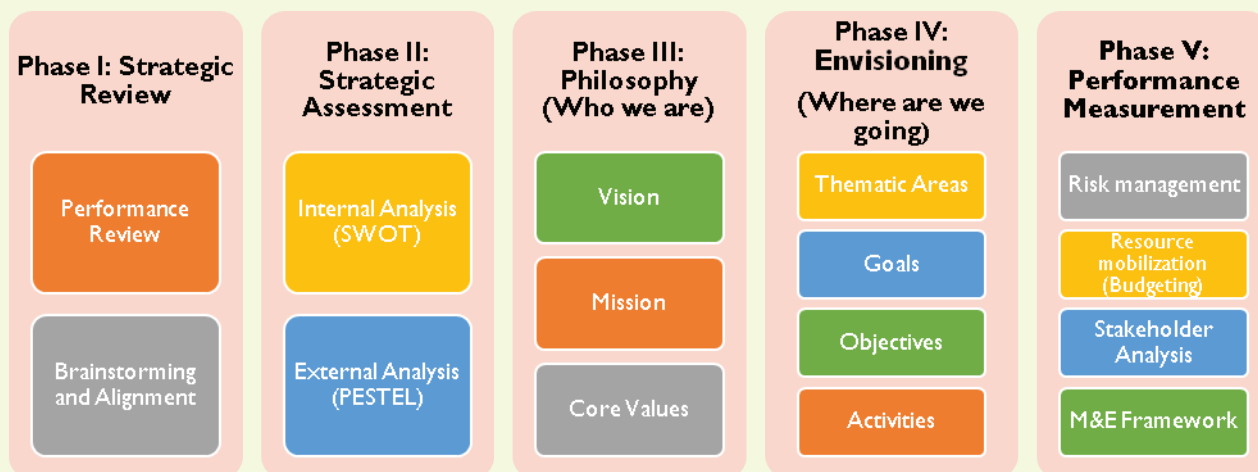 Phase I: Strategic
Review
Performance
Review
Brainstorming
and Alignment
Phase II:
Strategic
Assessment
Internal Analysis
(SWOT)
External Analysis
(PESTEL)
Phase III:
Philosophy
(Who we are)
Vision
Mission
Core Values
Phase IV:
Envisioning
(Where are we
going)
Thematic Areas
Goals
Objectives
Activities
Phase V:
Performance
Measurement
Risk management
Resource
mobilization
(Budgeting)
Stakeholder
Analysis
M&E Framework